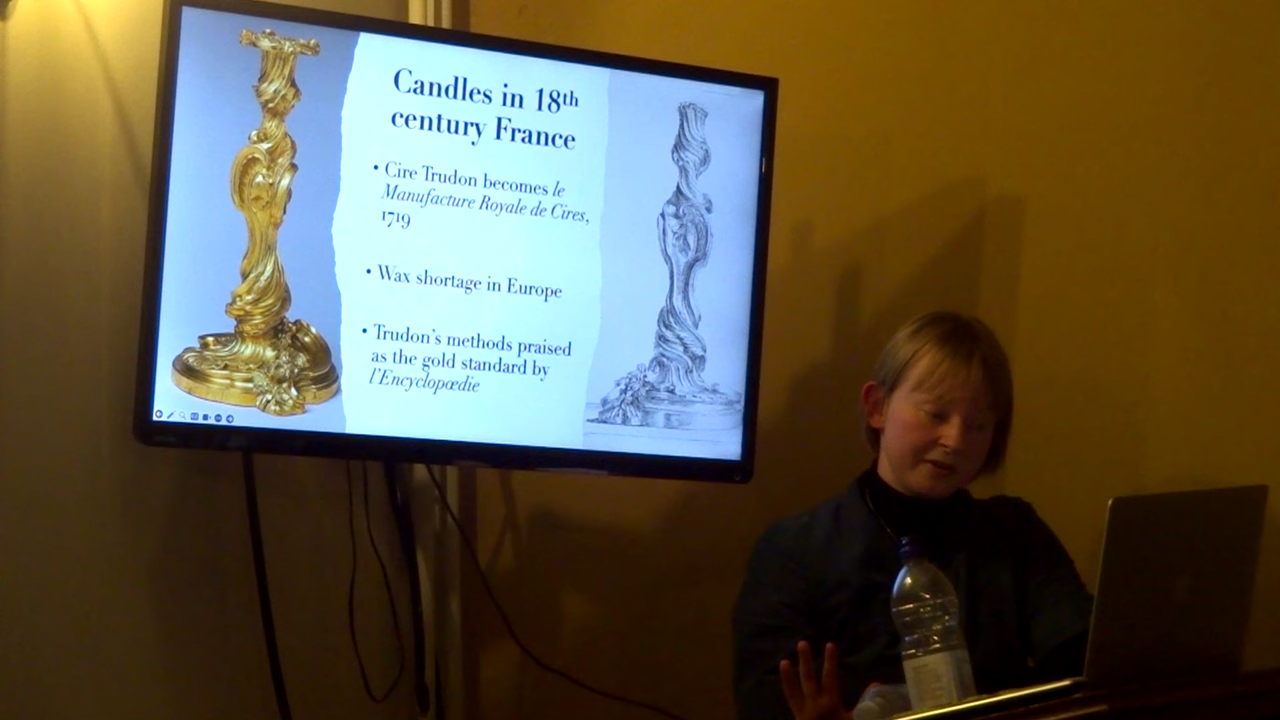 Candles in 18th
century France
• Cire Trudon becomes le
Manufacture Royale de Cires,
1719
• Wax shortage in Europe
• Trudon's methods praised
as the gold standard by
l'Encyclopœdie